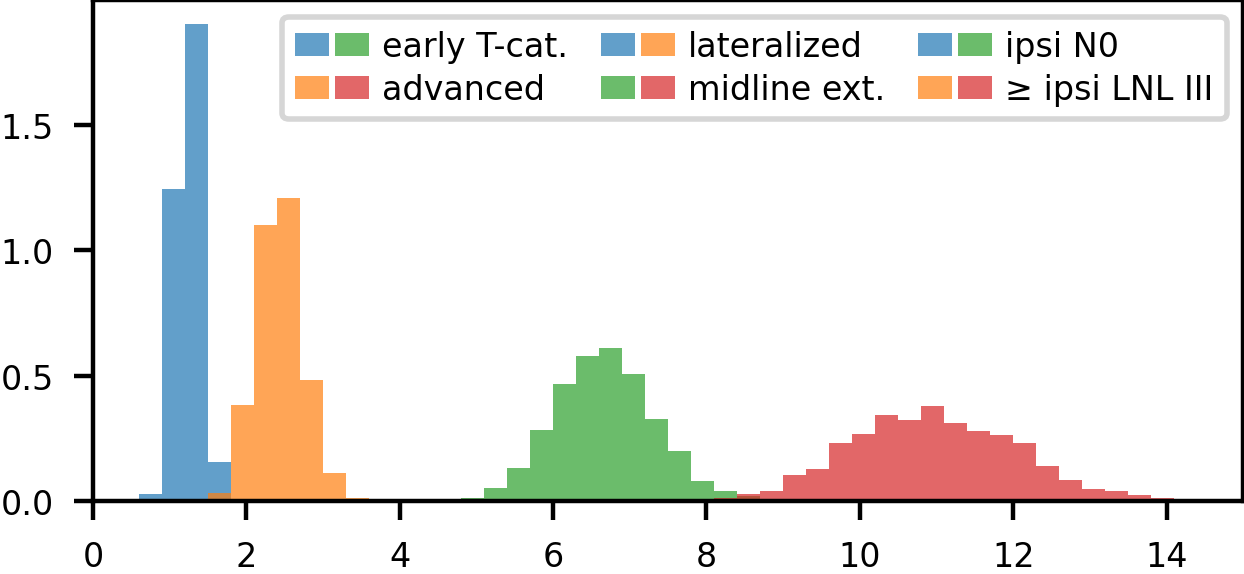 early T-cat. lateralized ipsi N0
advanced midline ext. ≥ ipsi LNL III
1.5
1.0
0.5
0.0
0 2 4 6 8 10 12 14